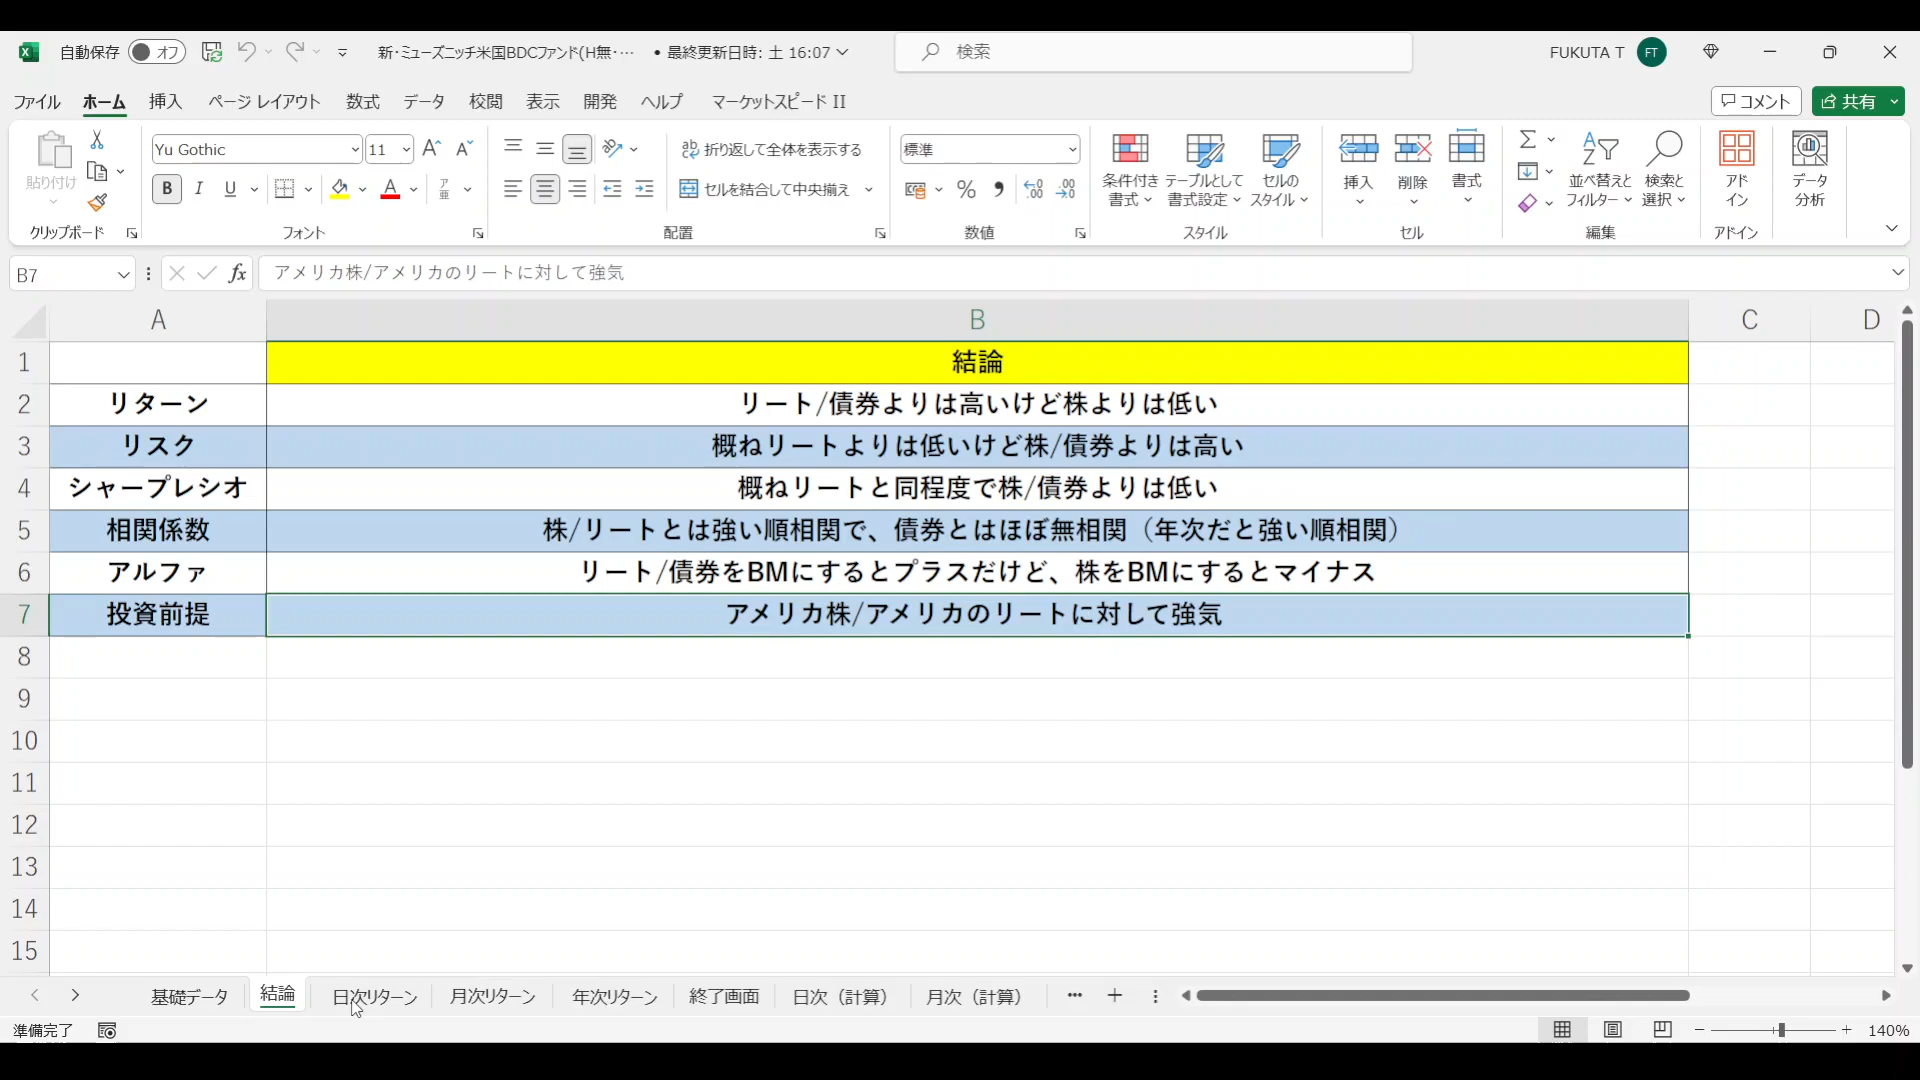 自動保存 オフ 新･ミューズニッチ米国BDCファンド(H無･… • 最終更新日時: 土 16:07 検索 FUKUTA T FT
ファイル ホーム 挿入 ページ レイアウト 数式 データ 校閲 表示 開発 ヘルプ マーケットスピード II コメント 共有
貼り付け Yu Gothic 11 折り返して全体を表示する 標準 条件付き書式 テーブルとして書式設定 セルのスタイル 挿入 削除 書式 並べ替えとフィルター 検索と選択 アドイン データ分析
B I U セルを結合して中央揃え
クリップボード フォント 配置 数値 スタイル セル 編集 アドイン
B7 fx アメリカ株/アメリカのリートに対して強気
A B C D
1 結論
2 リターン リート/債券よりは高いけど株よりは低い
3 リスク 概ねリートよりは低いけど株/債券よりは高い
4 シャープレシオ 概ねリートと同程度で株/債券よりは低い
5 相関係数 株/リートとは強い順相関で、債券とはほぼ無相関（年次だと強い順相関）
6 アルファ リート/債券をBMにするとプラスだけど、株をBMにするとマイナス
7 投資前提 アメリカ株/アメリカのリートに対して強気
8
9
10
11
12
13
14
15
基礎データ 結論 日次リターン 月次リターン 年次リターン 終了画面 日次（計算） 月次（計算） ••• +
準備完了 140%